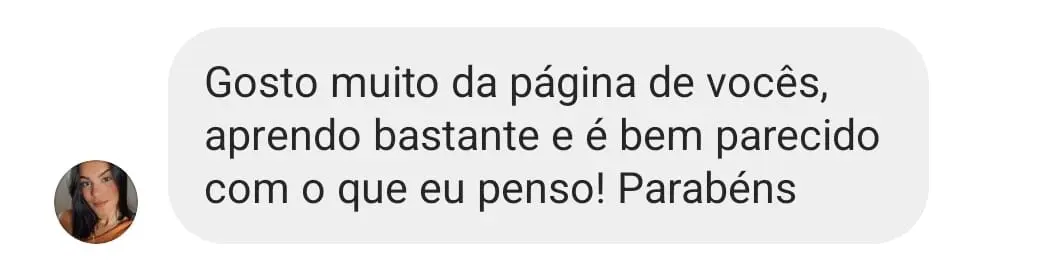 Gosto muito da página de vocês,
aprendo bastante e é bem parecido
com o que eu penso! Parabéns